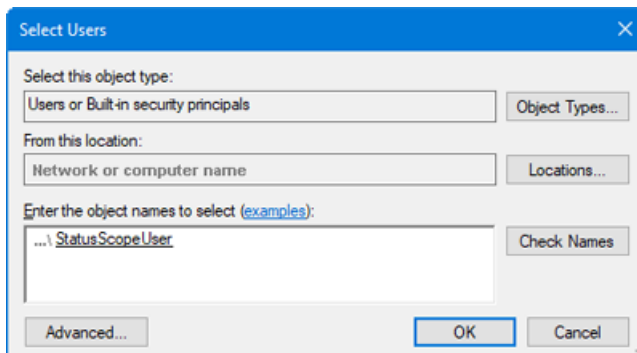 Select Users
Select this object type:
Users or Built-in security principals
Object Types...
From this location:
Network or computer name
Locations...
Enter the object names to select (examples):
...\ StatusScopeUser
Check Names
Advanced...
OK
Cancel